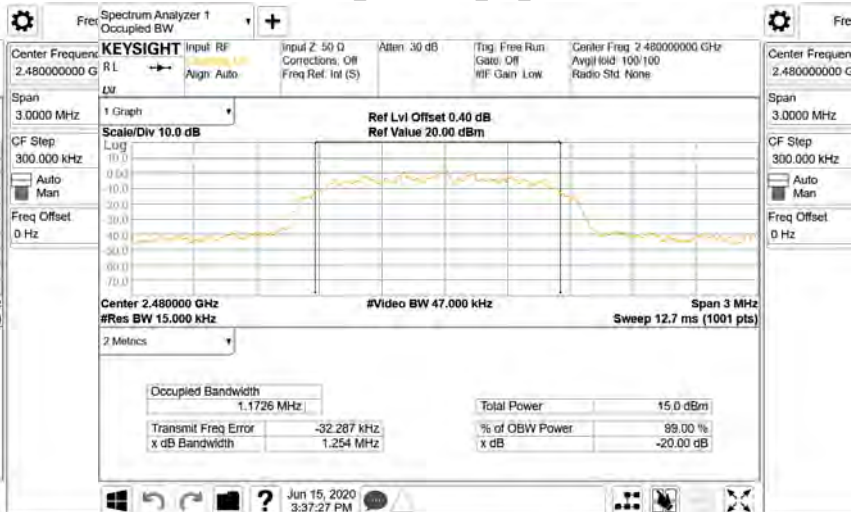 Freq
Spectrum Analyzer 1
Occupied BW
+
Fre
Center Frequenc
2.480000000 G
Span
3.0000 MHz
CF Step
300.000 kHz
Auto
Man
Freq Offset
0 Hz
KEYSIGHT
RL
Input: RF
Align: Auto
Input Z: 50 Ω
Corrections: Off
Freq Ref: Int (S)
Atten: 30 dB
Trig: Free Run
Gate: Off
#IF Gain: Low
Center Freq: 2.480000000 GHz
Avg|Hold: 100/100
Radio Std: None
1 Graph
Scale/Div 10.0 dB
Ref Lvl Offset 0.40 dB
Ref Value 20.00 dBm
Log
10.0
0.00
-10.0
-20.0
-30.0
-40.0
-50.0
-60.0
-70.0
Center 2.480000 GHz
#Video BW 47.000 kHz
Span 3 MHz
#Res BW 15.000 kHz
Sweep 12.7 ms (1001 pts)
2 Metrics
Occupied Bandwidth
1.1726 MHz
Total Power
15.0 dBm
Transmit Freq Error
-32.287 kHz
% of OBW Power
99.00 %
x dB Bandwidth
1.254 MHz
x dB
-20.00 dB
?
Jun 15, 2020
3:37:27 PM
Center Frequen
2.480000000 G
Span
3.0000 MHz
CF Step
300.000 kHz
Auto
Man
Freq Offset
0 Hz